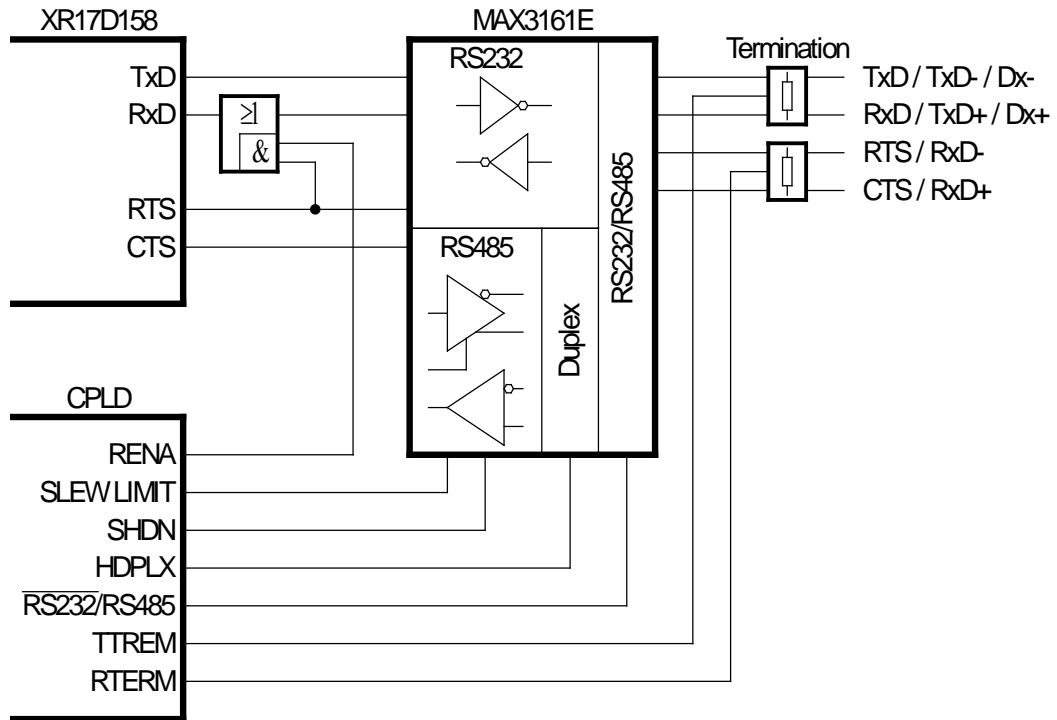 XR17D158
MAX3161E
TxD
RxD
RTS
CTS
≥1
&
RS232
RS485
Duplex
RS232/RS485
Termination
TxD / TxD- / Dx-
RxD / TxD+ / Dx+
RTS / RxD-
CTS / RxD+
CPLD
RENA
SLEW LIMIT
SHDN
HDPLX
RS232/RS485
TTREM
RTERM